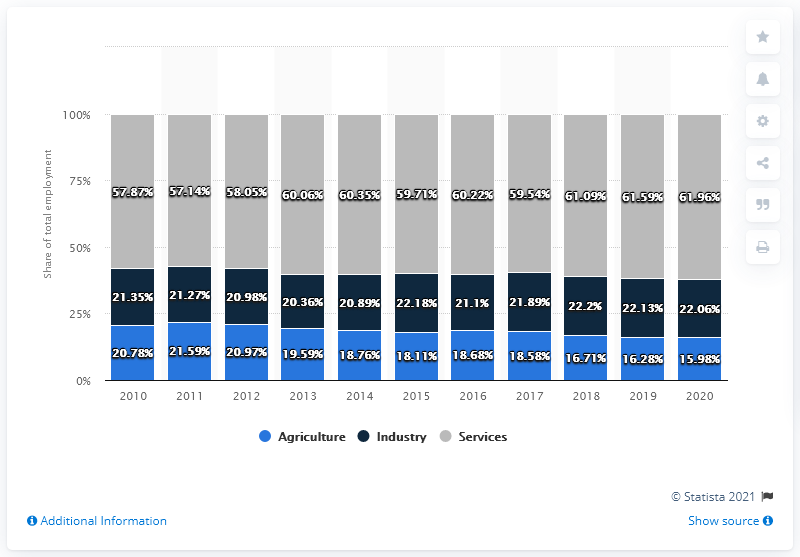 Share of total employment
100%
75%
50%
25%
0%
57.87% 57.14% 58.05% 60.06% 60.35% 59.71% 60.22% 59.54% 61.09% 61.59% 61.96%
21.35% 21.27% 20.98% 20.36% 20.89% 22.18% 21.1% 21.89% 22.2% 22.13% 22.06%
20.78% 21.59% 20.97% 19.59% 18.76% 18.11% 18.68% 18.58% 16.71% 16.28% 15.98%
2010 2011 2012 2013 2014 2015 2016 2017 2018 2019 2020
Agriculture Industry Services
© Statista 2021
Additional Information Show source